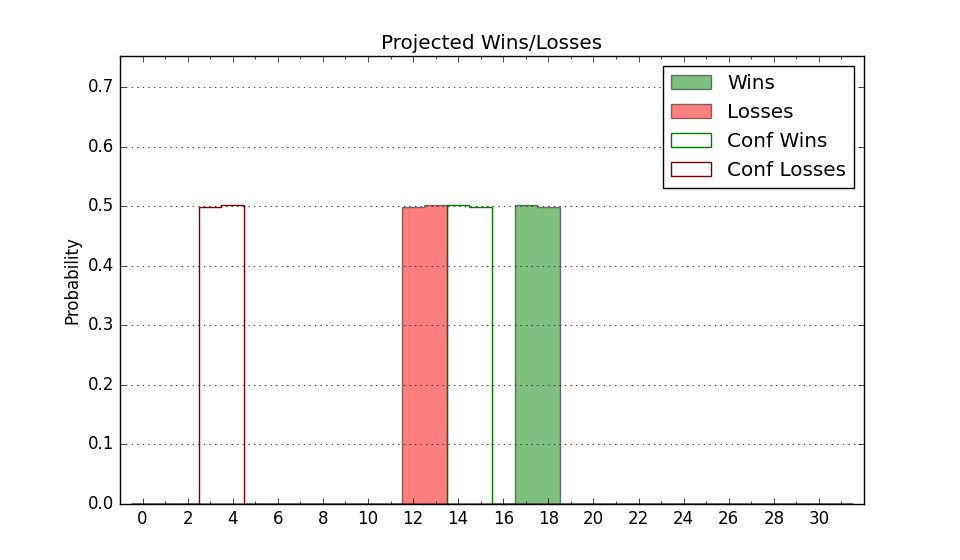 Projected Wins/Losses
Wins
Losses
Conf Wins
Conf Losses
Probability
0.7
0.6
0.5
0.4
0.3
0.2
0.1
0.0
0 2 4 6 8 10 12 14 16 18 20 22 24 26 28 30